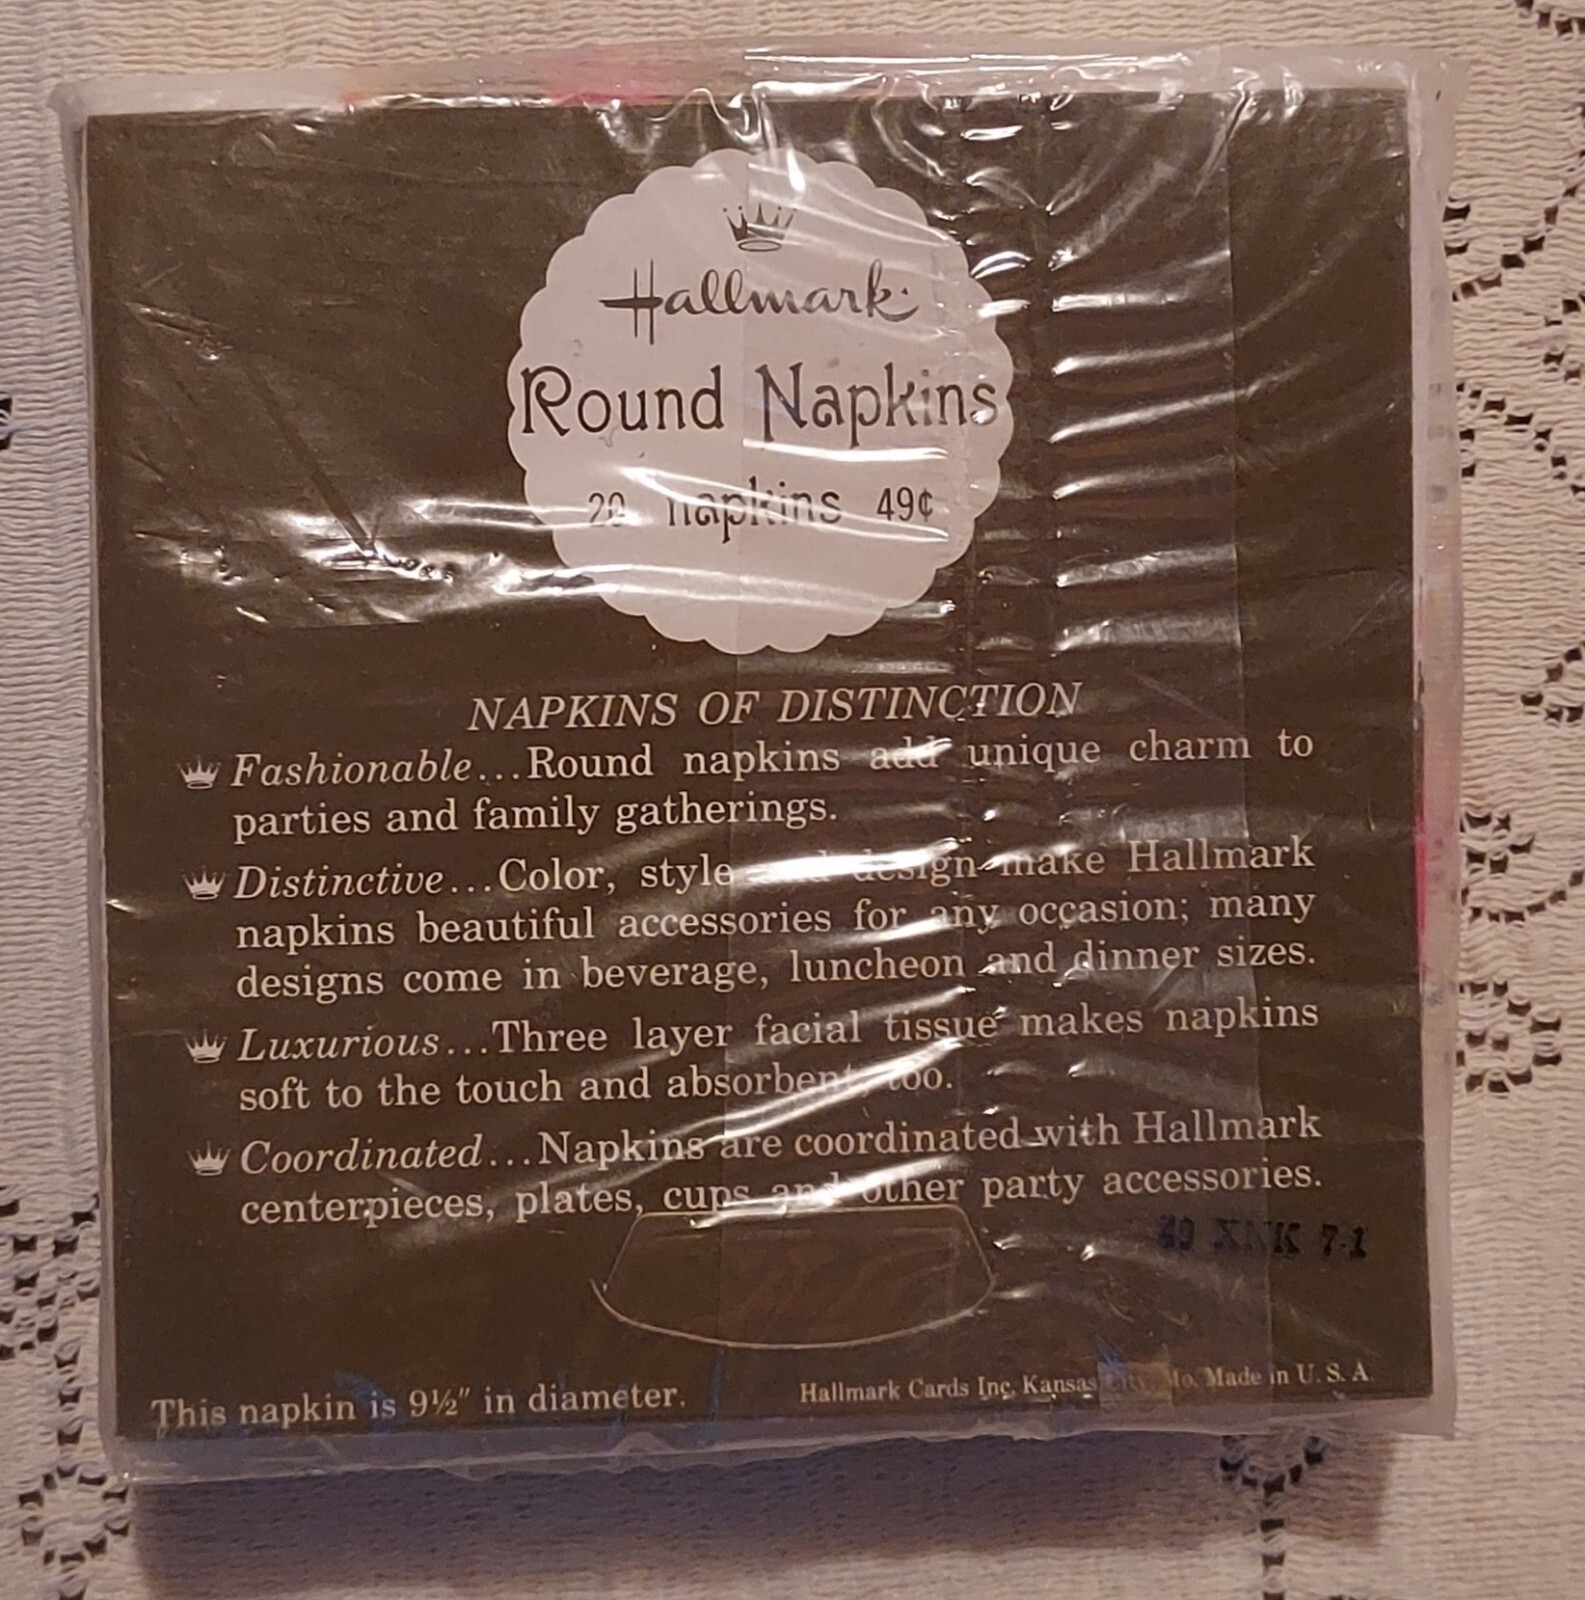 Hallmark
Round Napkins
20 napkins 49¢
NAPKINS OF DISTINCTION
Fashionable...Round napkins add unique charm to
parties and family gatherings.
Distinctive...Color, style and design make Hallmark
napkins beautiful accessories for any occasion; many
designs come in beverage, luncheon and dinner sizes.
Luxurious...Three layer facial tissue makes napkins
soft to the touch and absorbent, too.
Coordinated...Napkins are coordinated with Hallmark
centerpieces, plates, cups and other party accessories.
49 7-1
This napkin is 9½" in diameter.
Hallmark Cards Inc. Kansas City, Mo. Made in U. S. A.